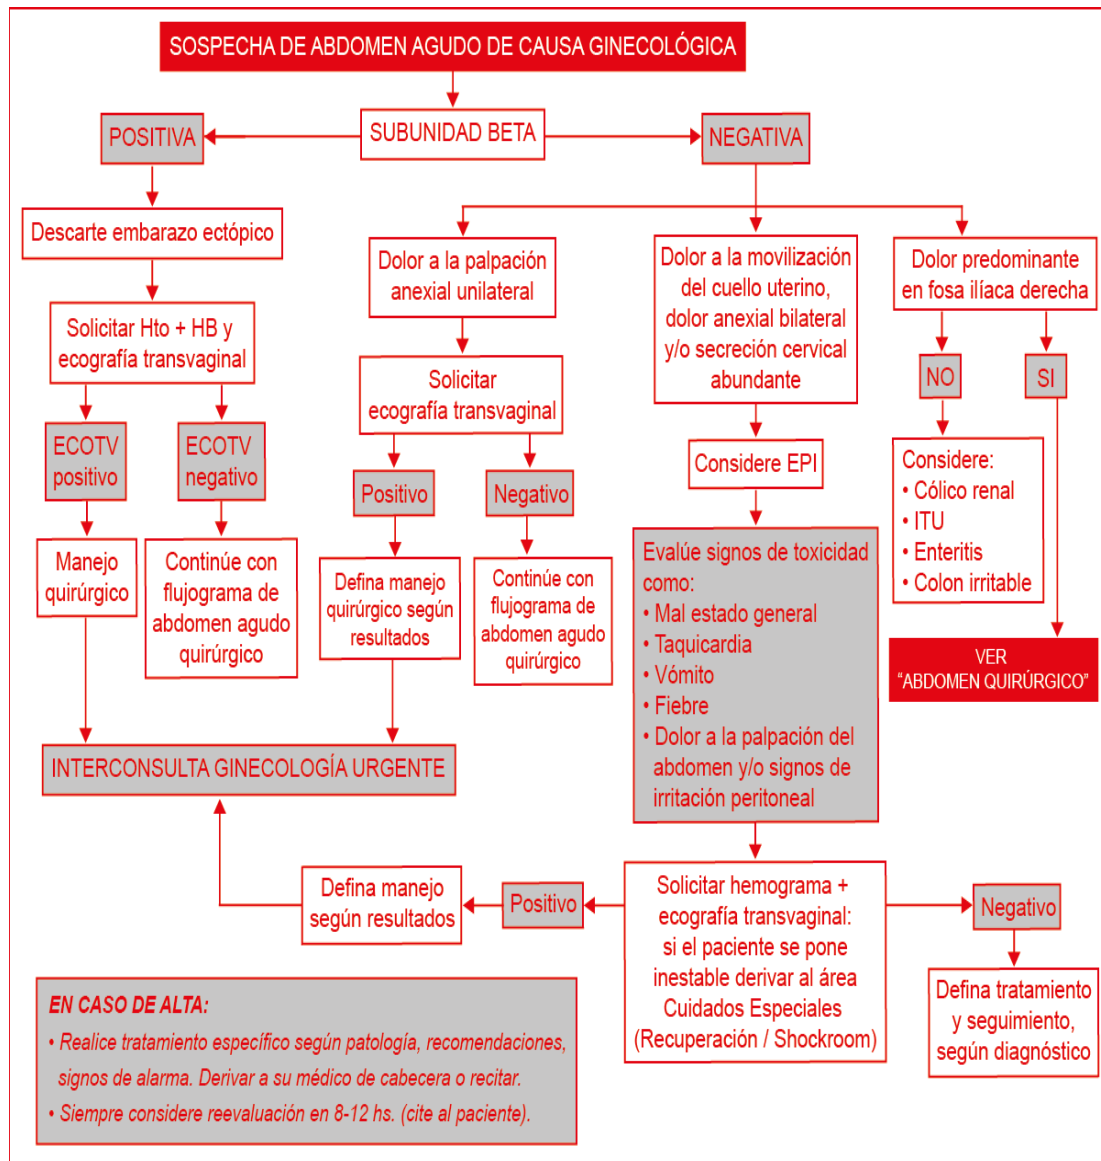 SOSPECHA DE ABDOMEN AGUDO DE CAUSA GINECOLÓGICA
SUBUNIDAD BETA
POSITIVA
NEGATIVA
Descarte embarazo ectópico
Solicitar Hto + HB y
ecografía transvaginal
ECOTV
positivo
ECOTV
negativo
Manejo
quirúrgico
Continúe con
flujograma de
abdomen agudo
quirúrgico
Dolor a la palpación
anexial unilateral
Solicitar
ecografía transvaginal
Positivo
Negativo
Defina manejo
quirúrgico según
resultados
Continúe con
flujograma de
abdomen agudo
quirúrgico
Dolor a la movilización
del cuello uterino,
dolor anexial bilateral
y/o secreción cervical
abundante
Considere EPI
Evalúe signos de toxicidad
como:
• Mal estado general
• Taquicardia
• Vómito
• Fiebre
• Dolor a la palpación del
abdomen y/o signos de
irritación peritoneal
Dolor predominante
en fosa ilíaca derecha
NO
SI
Considere:
• Cólico renal
• ITU
• Enteritis
• Colon irritable
VER
“ABDOMEN QUIRÚRGICO”
INTERCONSULTA GINECOLOGÍA URGENTE
Defina manejo
según resultados
Positivo
Solicitar hemograma +
ecografía transvaginal:
si el paciente se pone
inestable derivar al área
Cuidados Especiales
(Recuperación / Shockroom)
Negativo
Defina tratamiento
y seguimiento,
según diagnóstico
EN CASO DE ALTA:
• Realice tratamiento específico según patología, recomendaciones,
signos de alarma. Derivar a su médico de cabecera o recitar.
• Siempre considere reevaluación en 8-12 hs. (cite al paciente).